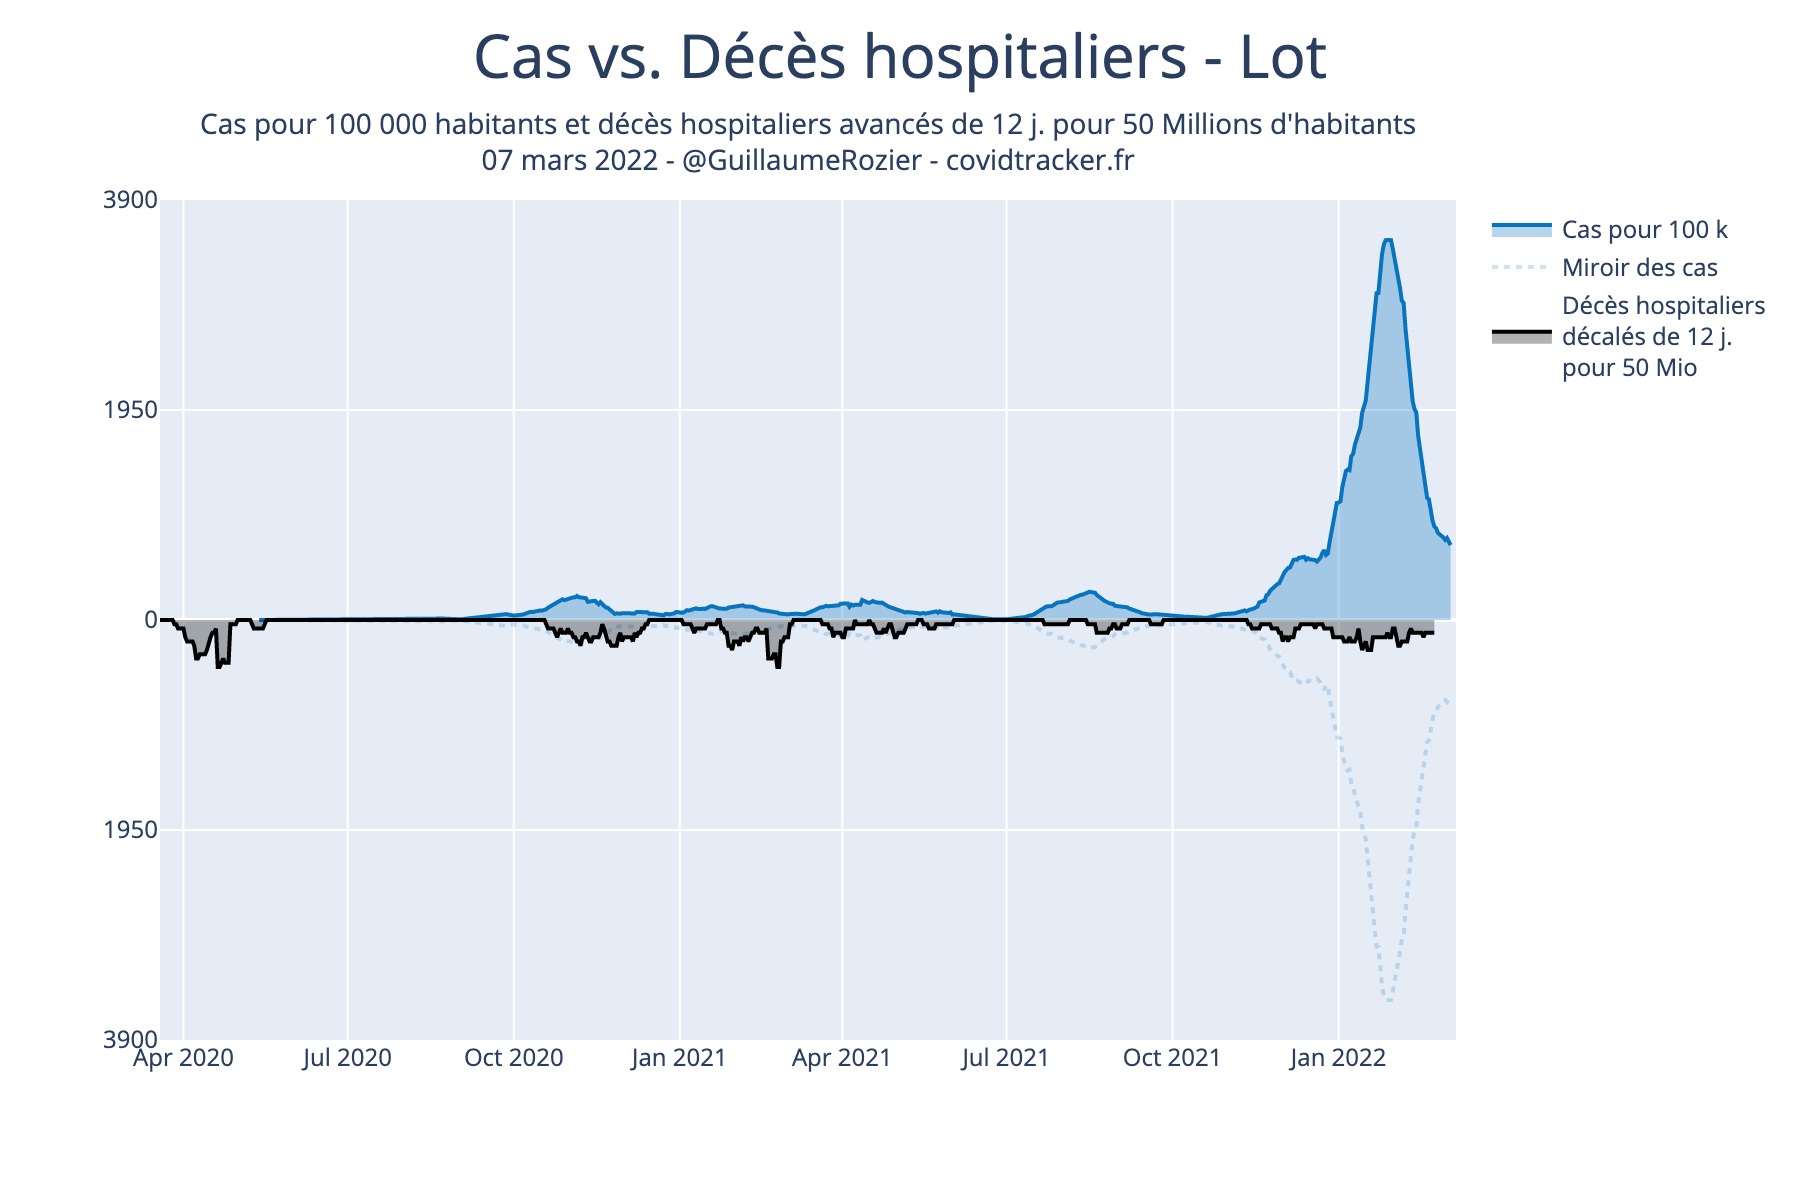 Cas vs. Décès hospitaliers - Lot
Cas pour 100 000 habitants et décès hospitaliers avancés de 12 j. pour 50 Millions d'habitants
07 mars 2022 - @GuillaumeRozier - covidtracker.fr
3900
1950
0
1950
3900
Apr 2020
Jul 2020
Oct 2020
Jan 2021
Apr 2021
Jul 2021
Oct 2021
Jan 2022
Cas pour 100 k
Miroir des cas
Décès hospitaliers
décalés de 12 j.
pour 50 Mio